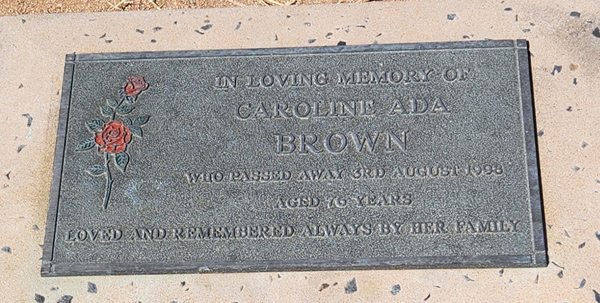 IN LOVING MEMORY OF
CAROLINE ADA
BROWN
WHO PASSED AWAY 3RD AUGUST 1998
AGED 76 YEARS
LOVED AND REMEMBERED ALWAYS BY HER FAMILY